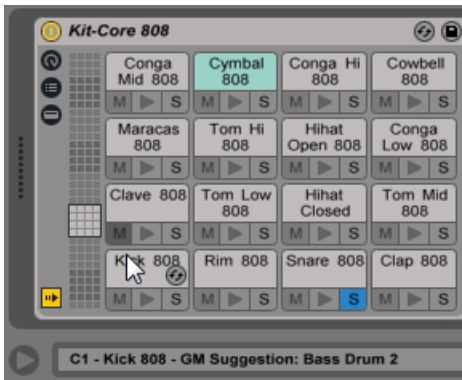 Kit-Core 808
Conga Cymbal Conga Hi Cowbell
Mid 808 808 808 808
M S M S M S M S
Maracas Tom Hi Hihat Conga
808 808 Open 808 Low 808
M S M S M S M S
Clave 808 Tom Low Hihat Tom Mid
808 Closed 808
M S M S M S M S
Kick 808 Rim 808 Snare 808 Clap 808
M S M S M S M S
C1 - Kick 808 - GM Suggestion: Bass Drum 2